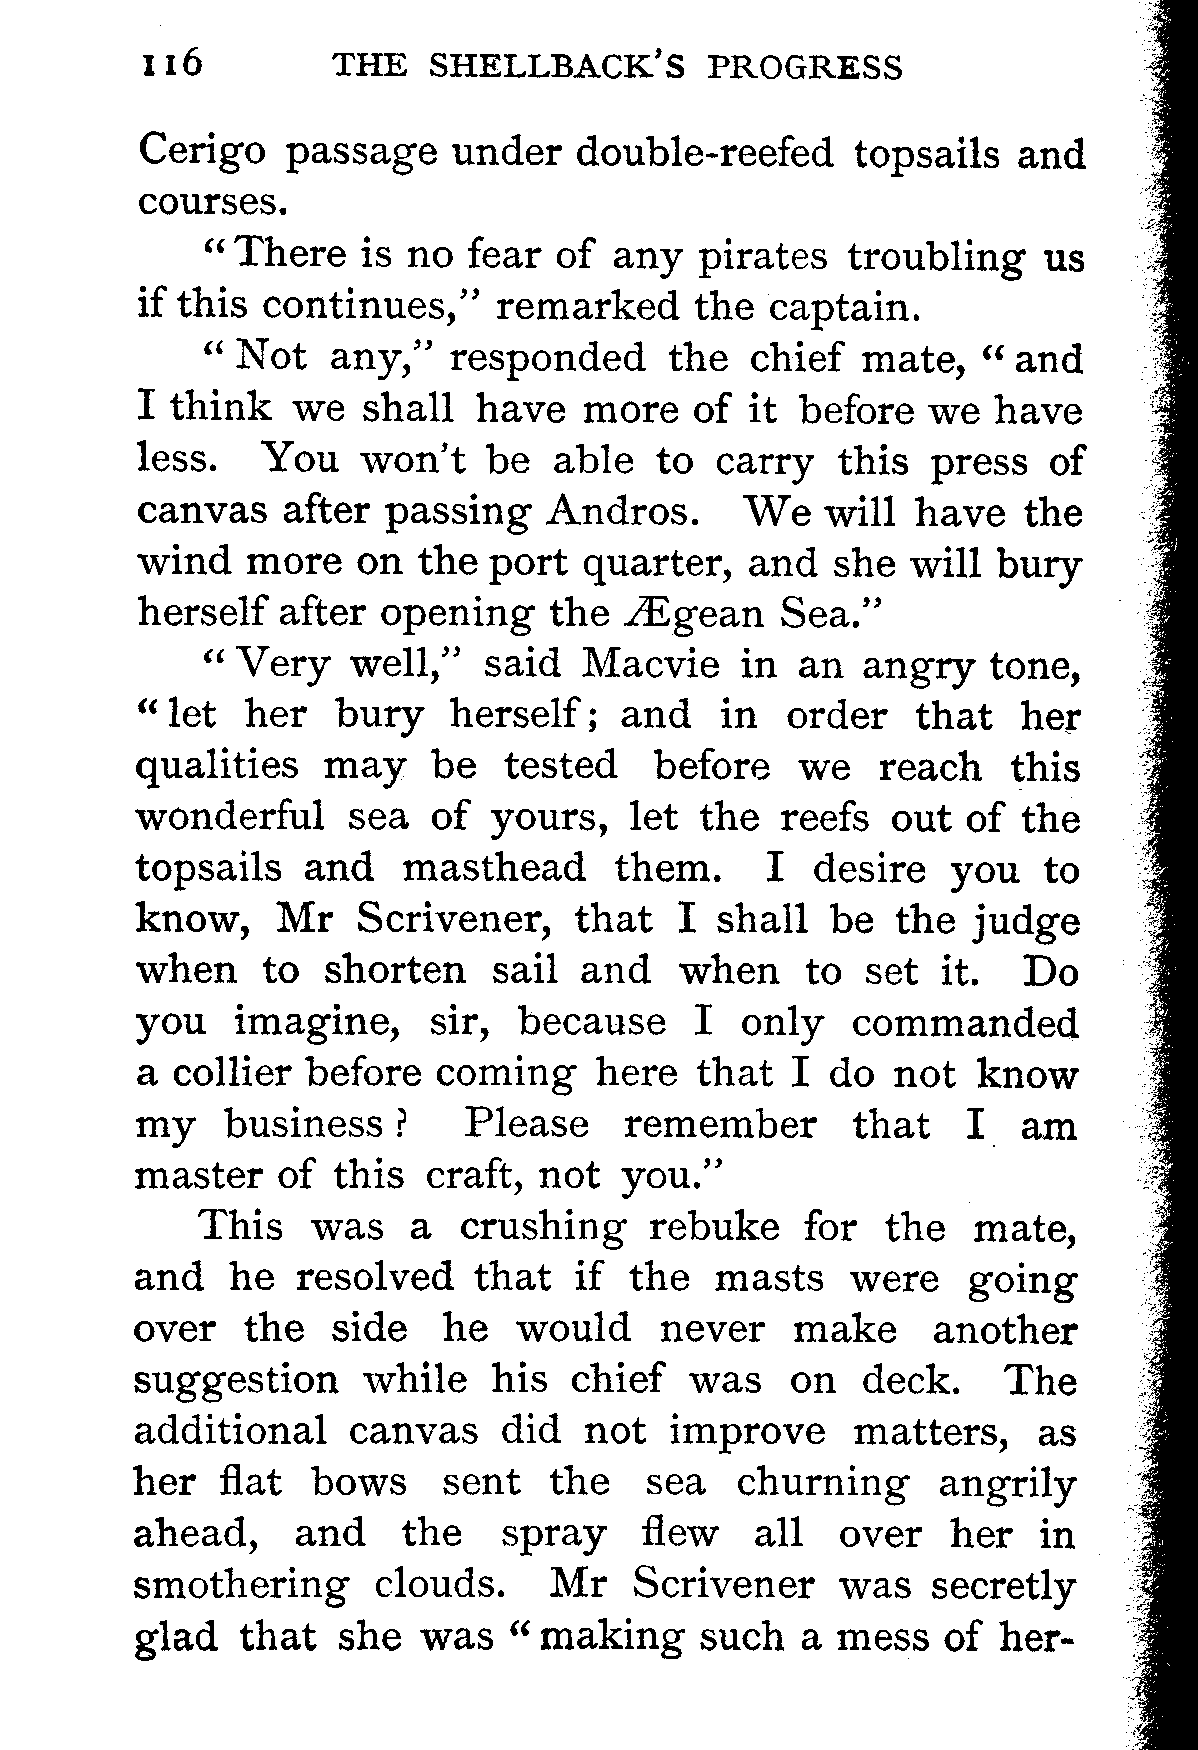 116 THE SHELLBACK'S PROGRESS
Cerigo passage under double-reefed topsails and
courses.
"There is no fear of any pirates troubling us
if this continues," remarked the captain.
"Not any," responded the chief mate, "and
I think we shall have more of it before we have
less. You won't be able to carry this press of
canvas after passing Andros. We will have the
wind more on the port quarter, and she will bury
herself after opening the Ægean Sea."
"Very well," said Macvie in an angry tone,
"let her bury herself; and in order that her
qualities may be tested before we reach this
wonderful sea of yours, let the reefs out of the
topsails and masthead them. I desire you to
know, Mr Scrivener, that I shall be the judge
when to shorten sail and when to set it. Do
you imagine, sir, because I only commanded
a collier before coming here that I do not know
my business? Please remember that I am
master of this craft, not you."
This was a crushing rebuke for the mate,
and he resolved that if the masts were going
over the side he would never make another
suggestion while his chief was on deck. The
additional canvas did not improve matters, as
her flat bows sent the sea churning angrily
ahead, and the spray flew all over her in
smothering clouds. Mr Scrivener was secretly
glad that she was "making such a mess of her-